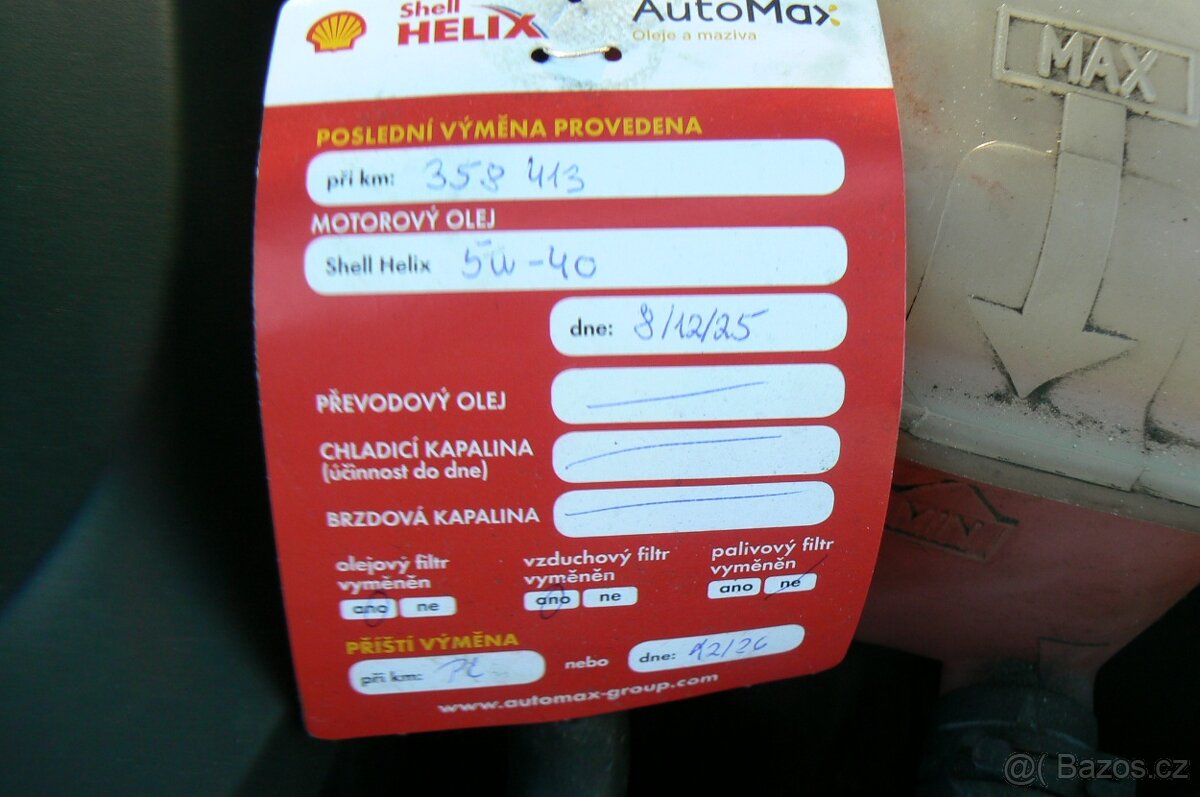 Shell
HELIX
AutoMax
Oleje a maziva
MAX
POSLEDNÍ VÝMĚNA PROVEDENA
při km: 358 413
MOTOROVÝ OLEJ
Shell Helix 5W-40
dne: 8/12/25
PŘEVODOVÝ OLEJ
CHLADICÍ KAPALINA
(účinnost do dne)
BRZDOVÁ KAPALINA
MIN
olejový filtr
vyměněn
ano ne
vzduchový filtr
vyměněn
ano ne
palivový filtr
vyměněn
ano ne
PŘÍŠTÍ VÝMĚNA
při km:
nebo
dne: 12/26
www.automax-group.com
@( Bazos.cz